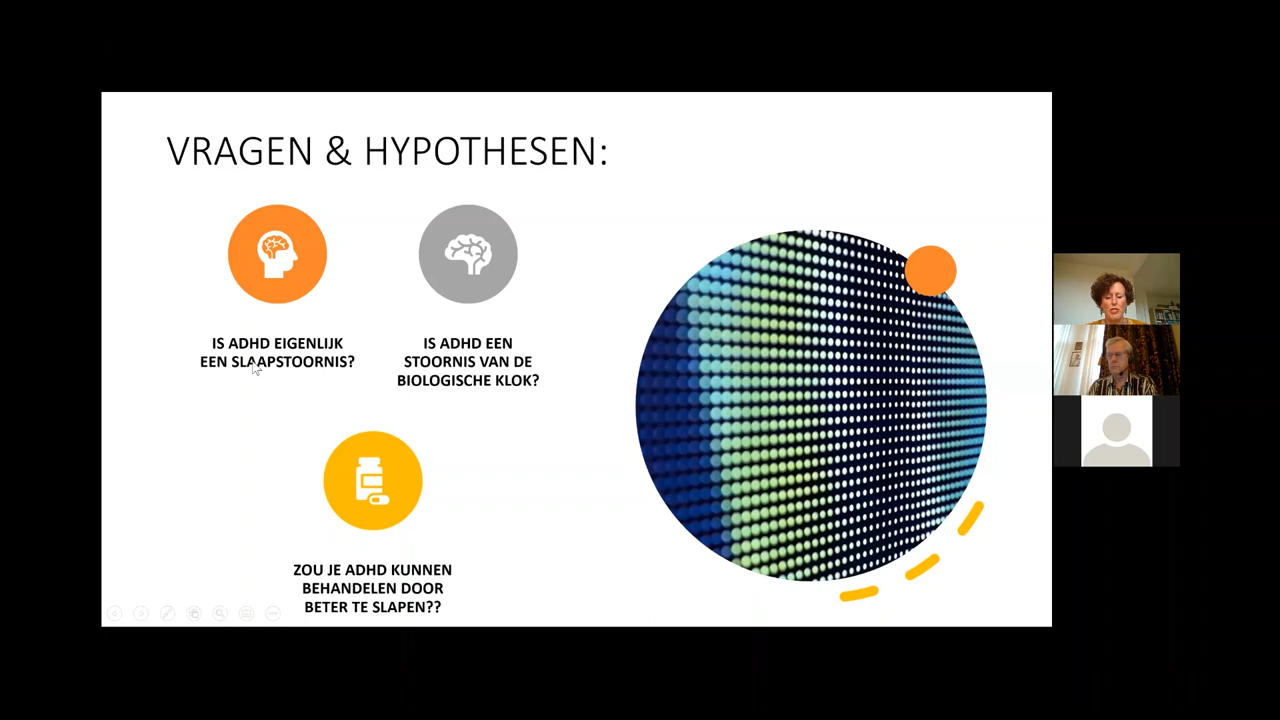 VRAGEN & HYPOTHESEN:
IS ADHD EIGENLIJK
EEN SLAAPSTOORNIS?
IS ADHD EEN
STOORNIS VAN DE
BIOLOGISCHE KLOK?
ZOU JE ADHD KUNNEN
BEHANDELEN DOOR
BETER TE SLAPEN??